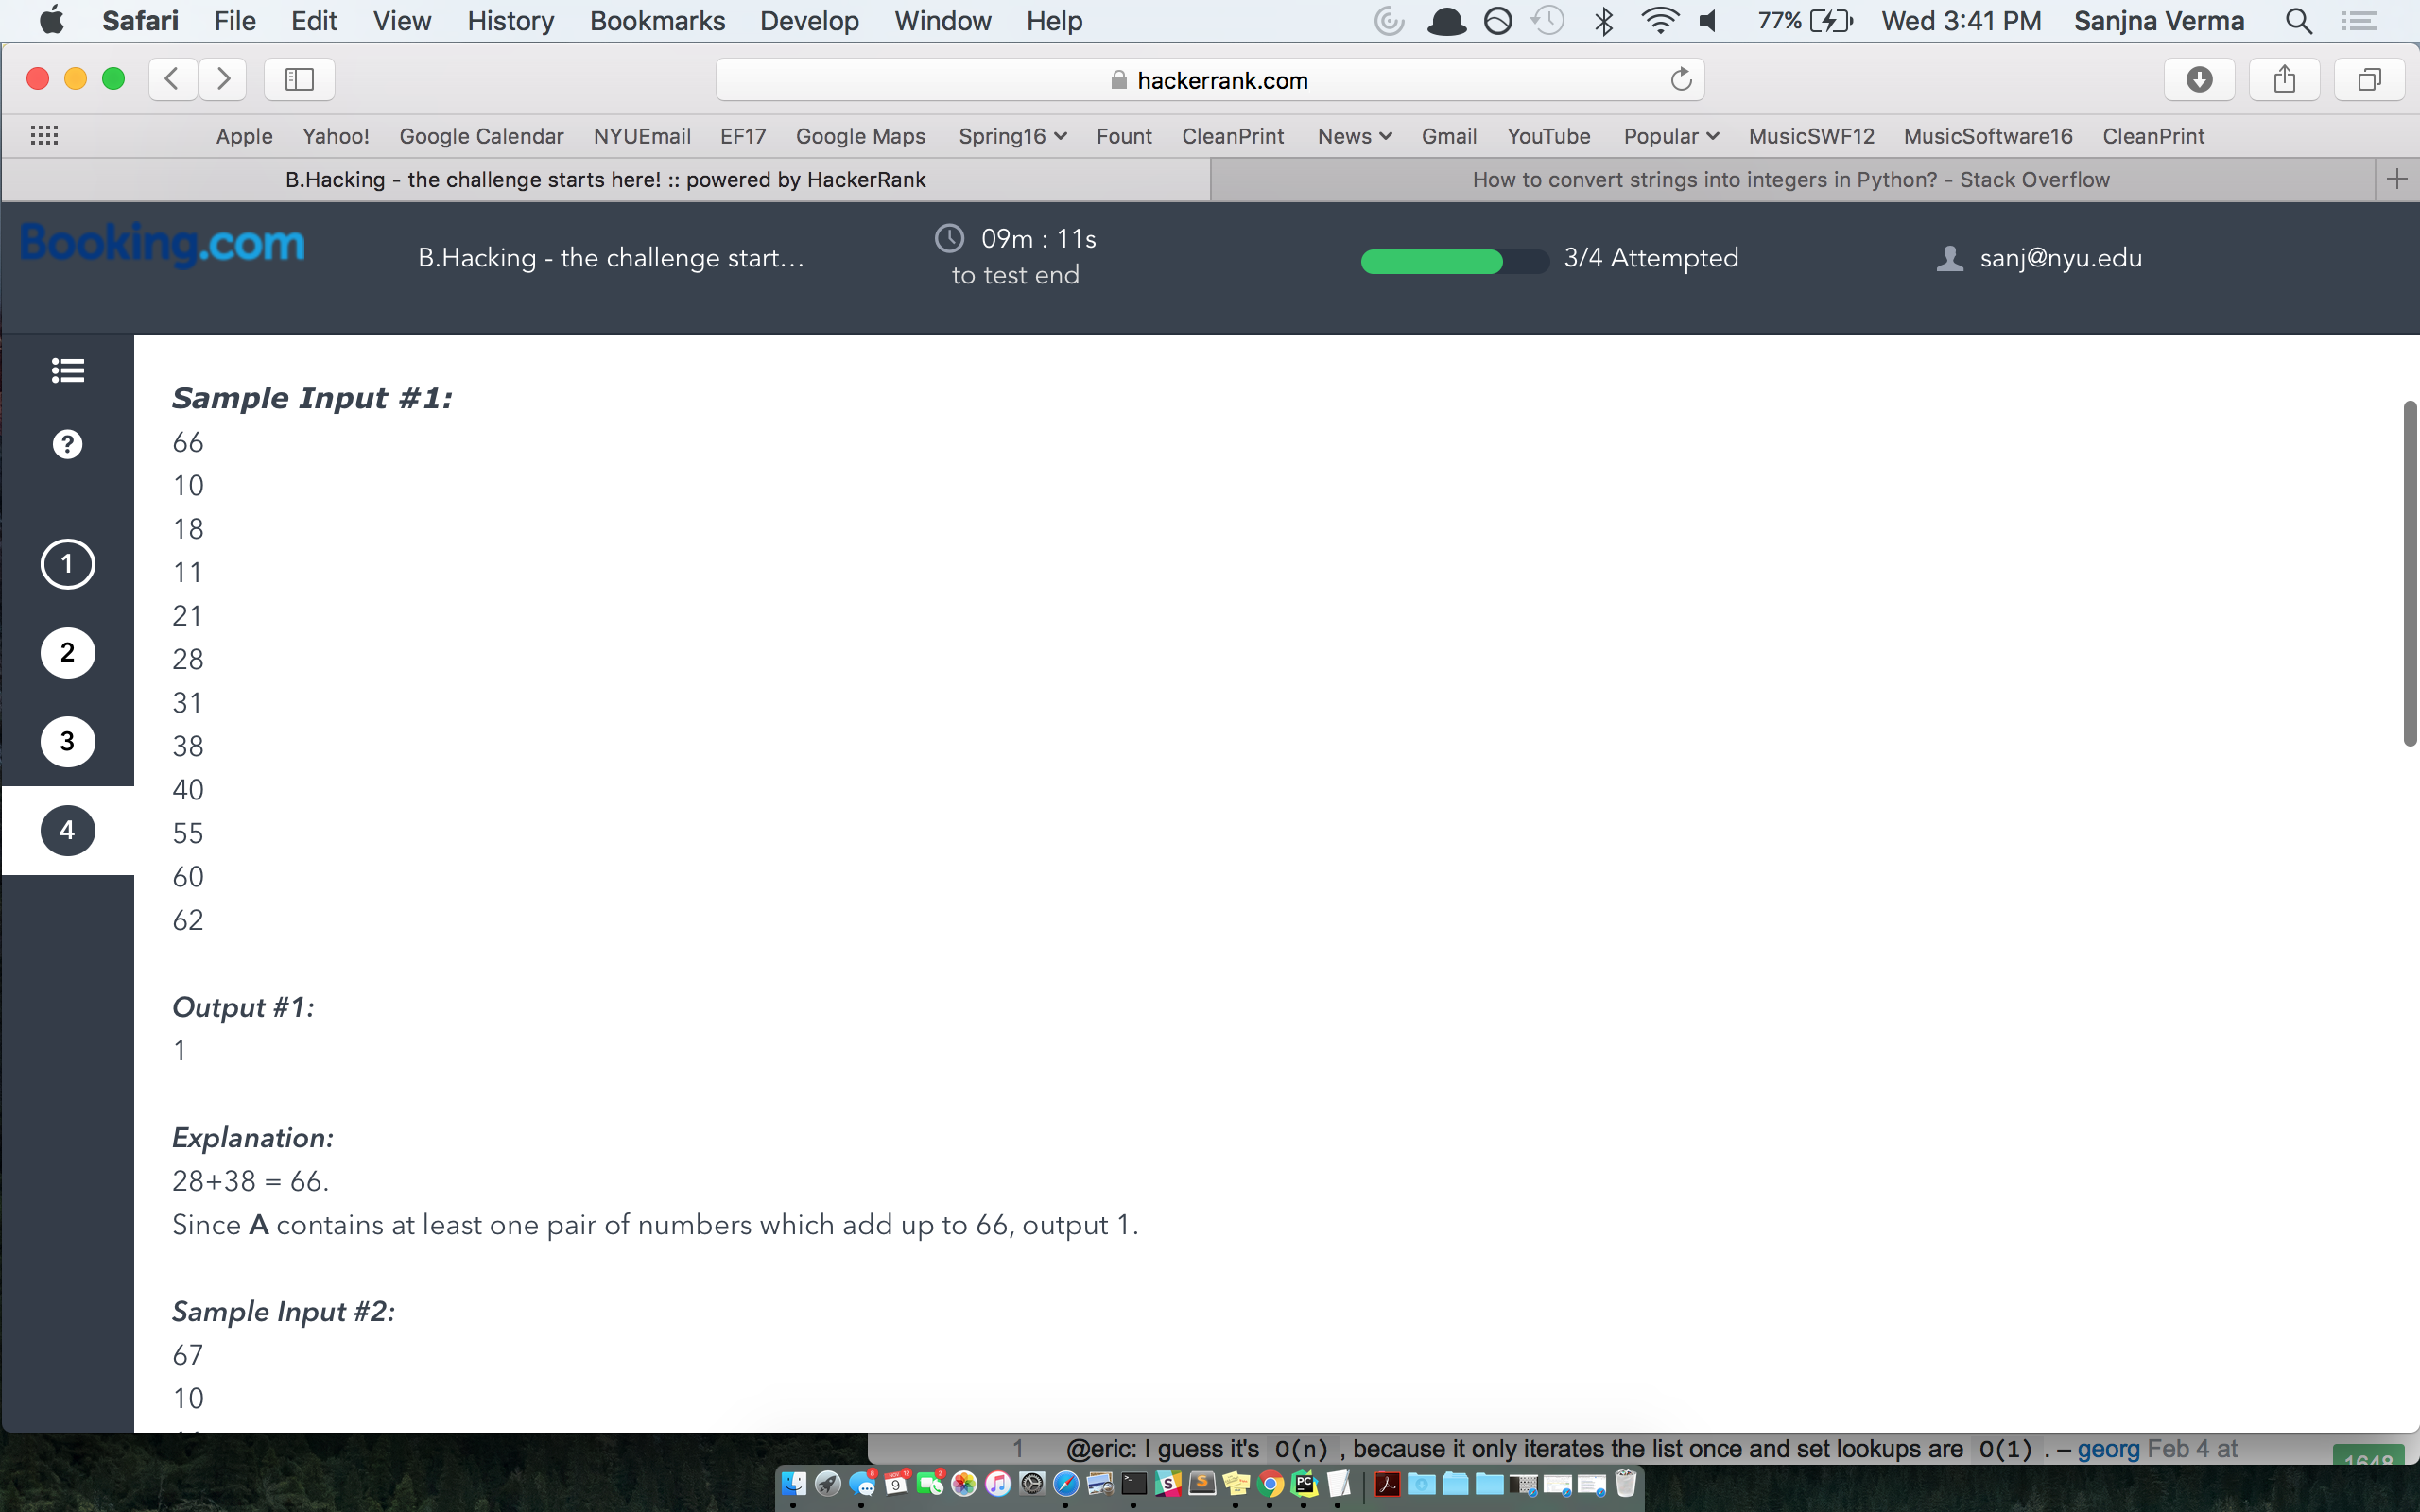 Safari File Edit View History Bookmarks Develop Window Help 77% Wed 3:41 PM Sanjna Verma
hackerrank.com
Apple Yahoo! Google Calendar NYUEmail EF17 Google Maps Spring16 Fount CleanPrint News Gmail YouTube Popular MusicSWF12 MusicSoftware16 CleanPrint
B.Hacking - the challenge starts here! :: powered by HackerRank How to convert strings into integers in Python? - Stack Overflow
Booking.com B.Hacking - the challenge start... 09m : 11s to test end 3/4 Attempted sanj@nyu.edu
?
1
2
3
4
Sample Input #1:
66
10
18
11
21
28
31
38
40
55
60
62
Output #1:
1
Explanation:
28+38 = 66.
Since A contains at least one pair of numbers which add up to 66, output 1.
Sample Input #2:
67
10
1 @eric: I guess it's O(n) , because it only iterates the list once and set lookups are O(1) . – georg Feb 4 at